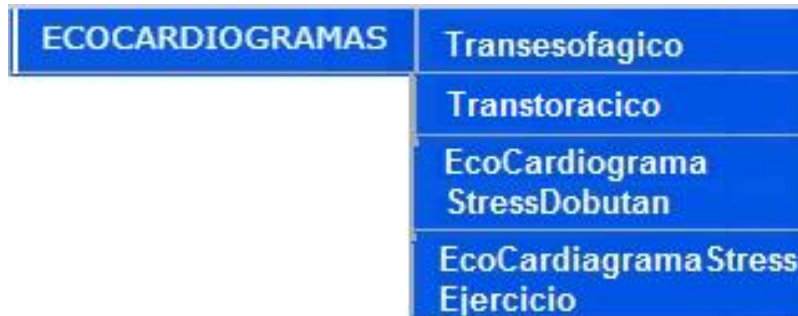 ECOCARDIOGRAMAS
Transesofagico
Transtoracico
EcoCardiograma
StressDobutan
EcoCardiagramaStress
Ejercicio